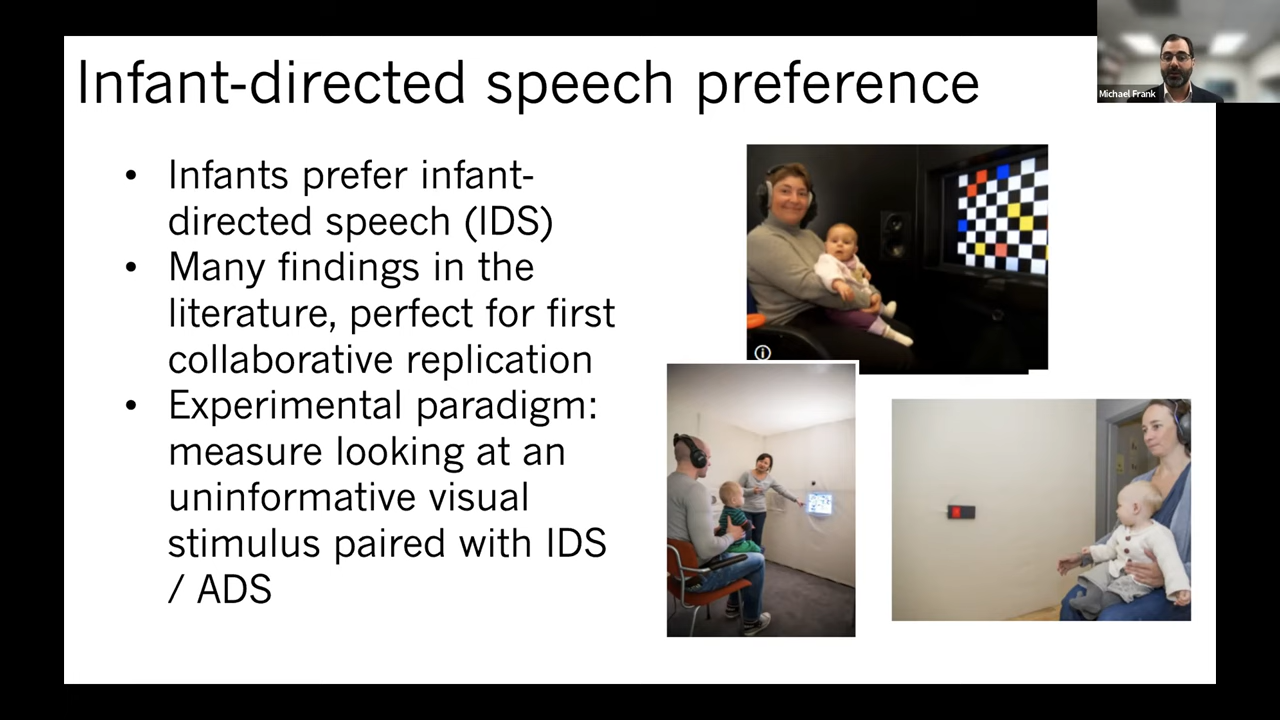 Infant-directed speech preference
Michael Frank
• Infants prefer infant-
directed speech (IDS)
• Many findings in the
literature, perfect for first
collaborative replication
• Experimental paradigm:
measure looking at an
uninformative visual
stimulus paired with IDS
/ ADS